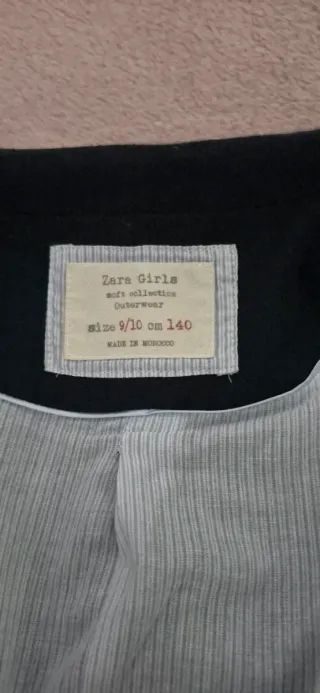 Zara Girls
soft collection
Outerwear
size 9/10 cm 140
MADE IN MOROCCO